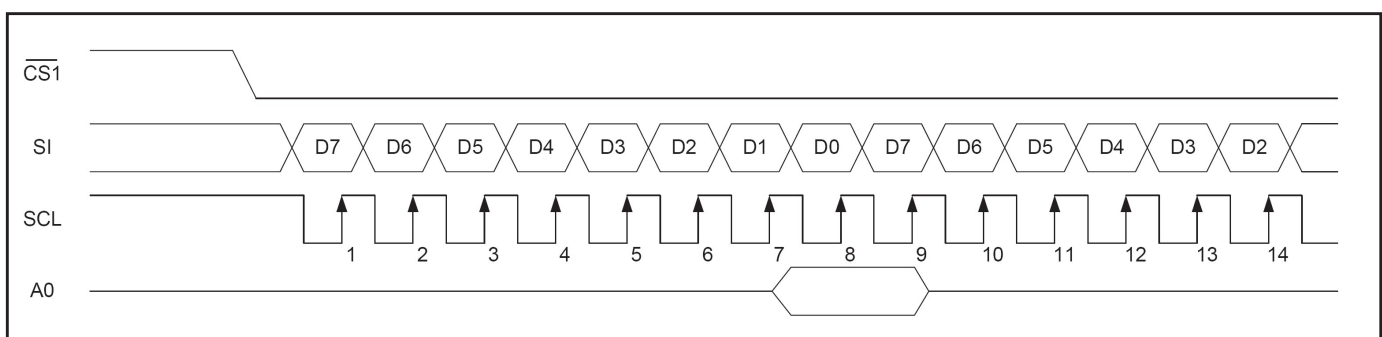 CS1
SI D7 D6 D5 D4 D3 D2 D1 D0 D7 D6 D5 D4 D3 D2
SCL
1 2 3 4 5 6 7 8 9 10 11 12 13 14
A0